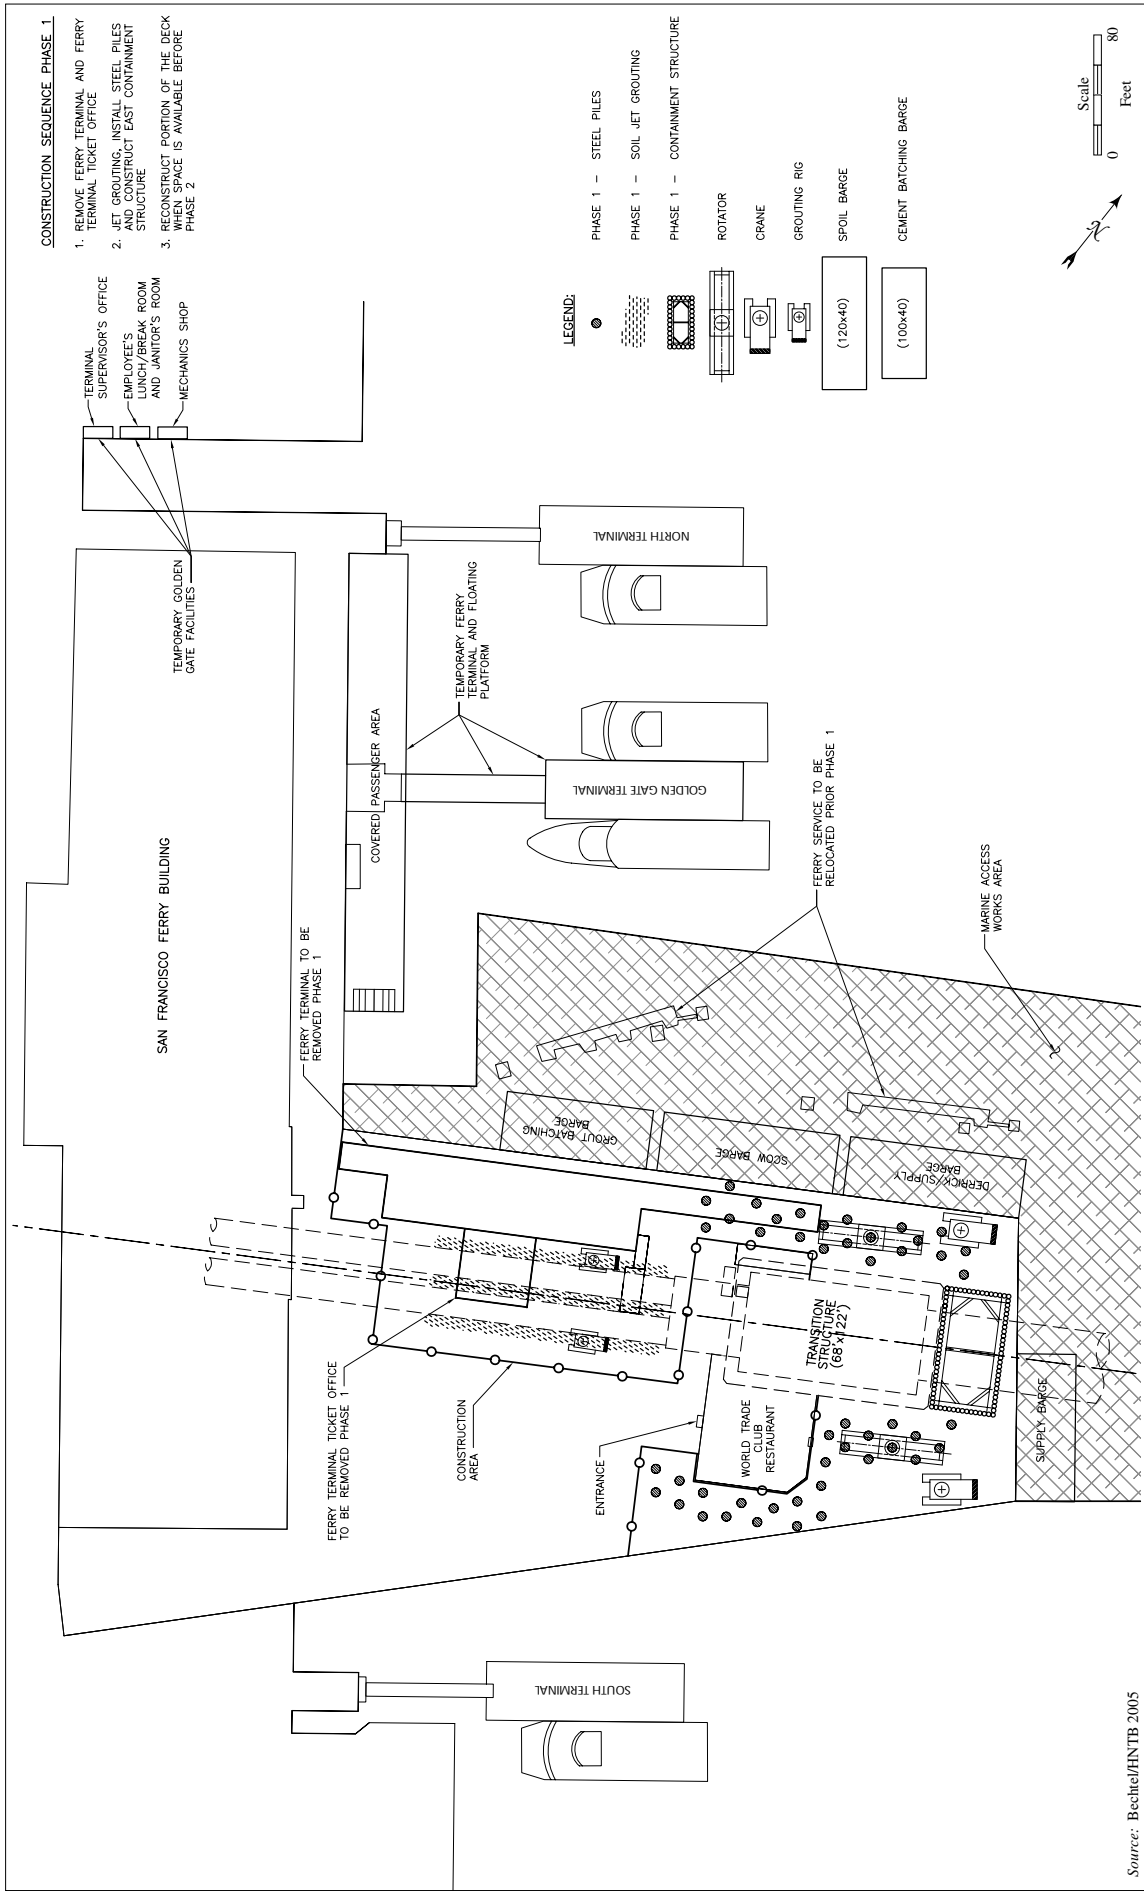 CONSTRUCTION SEQUENCE PHASE 1
1. REMOVE FERRY TERMINAL AND FERRY
TERMINAL TICKET OFFICE
2. JET GROUTING, INSTALL STEEL PILES
AND CONSTRUCT EAST CONTAINMENT
STRUCTURE
3. RECONSTRUCT PORTION OF THE DECK
WHEN SPACE IS AVAILABLE BEFORE
PHASE 2
TERMINAL
SUPERVISOR'S OFFICE
EMPLOYEE'S
LUNCH/BREAK ROOM
AND JANITOR'S ROOM
MECHANICS SHOP
TEMPORARY GOLDEN
GATE FACILITIES
SAN FRANCISCO FERRY BUILDING
FERRY TERMINAL TO BE
REMOVED PHASE 1
COVERED PASSENGER AREA
TEMPORARY FERRY
TERMINAL AND FLOATING
PLATFORM
NORTH TERMINAL
GOLDEN GATE TERMINAL
FERRY SERVICE TO BE
RELOCATED PRIOR PHASE 1
MARINE ACCESS
WORKS AREA
GROUT BATCHING
BARGE
SCOW BARGE
DERRICK/SUPPLY
BARGE
FERRY TERMINAL TICKET OFFICE
TO BE REMOVED PHASE 1
CONSTRUCTION
AREA
ENTRANCE
WORLD TRADE
CLUB
RESTAURANT
TRANSITION
STRUCTURE
(68'x122')
SUPPLY BARGE
SOUTH TERMINAL
LEGEND:
PHASE 1 – STEEL PILES
PHASE 1 – SOIL JET GROUTING
PHASE 1 – CONTAINMENT STRUCTURE
ROTATOR
CRANE
GROUTING RIG
(120x40)
SPOIL BARGE
(100x40)
CEMENT BATCHING BARGE
N
Scale
0
80
Feet
Source: Bechtel/HNTB 2005